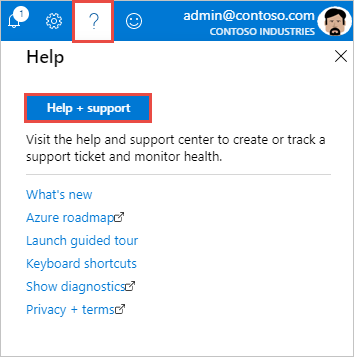 1
?
admin@contoso.com
CONTOSO INDUSTRIES
Help
Help + support
Visit the help and support center to create or track a
support ticket and monitor health.
What's new
Azure roadmap
Launch guided tour
Keyboard shortcuts
Show diagnostics
Privacy + terms